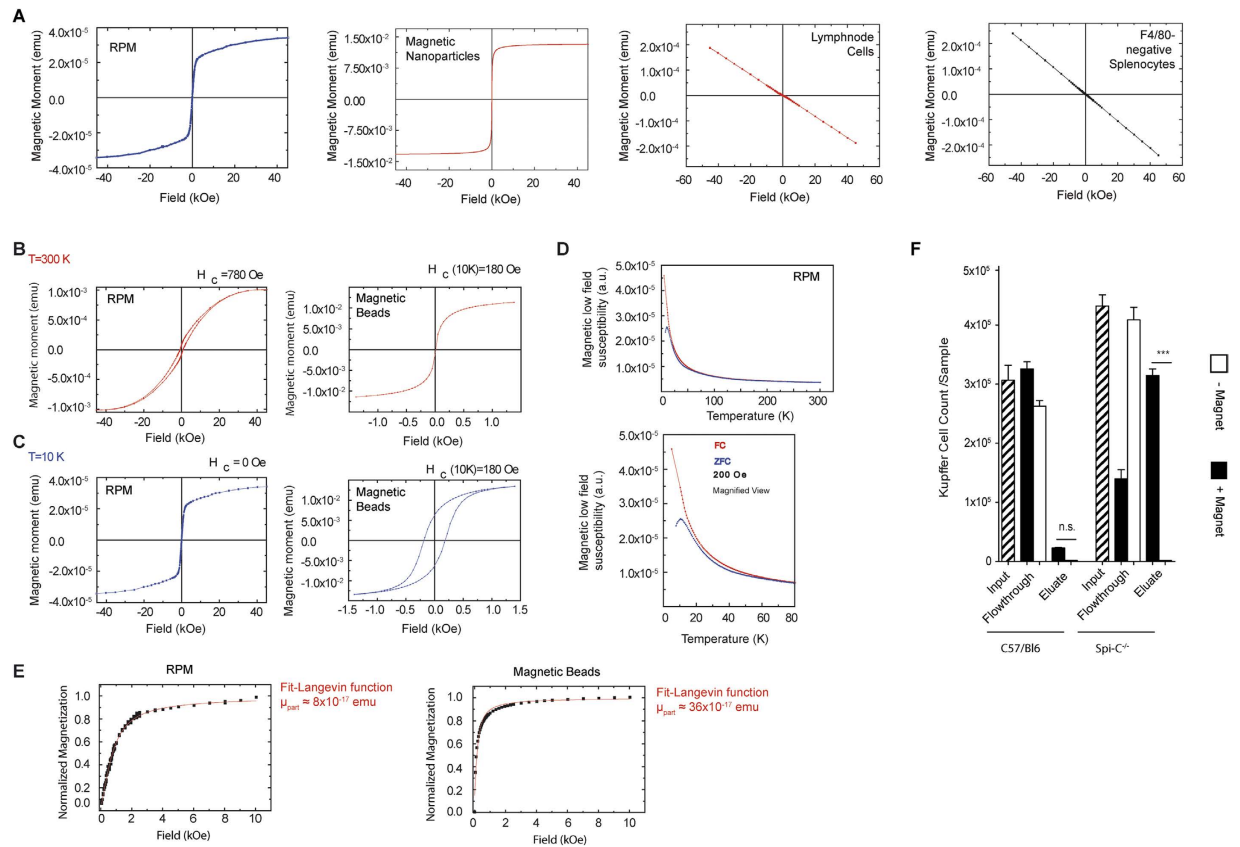 A
RPM
Magnetic Moment (emu)
4.0x10⁻⁵
2.0x10⁻⁵
0.0
-2.0x10⁻⁵
-4.0x10⁻⁵
-40 -20 0 20 40
Field (kOe)
Magnetic
Nanoparticles
Magnetic Moment (emu)
1.50x10⁻²
7.50x10⁻³
0.00
-7.50x10⁻³
-1.50x10⁻²
-40 -20 0 20 40
Field (kOe)
Lymphnode
Cells
Magnetic Moment (emu)
2.0x10⁻⁴
1.0x10⁻⁴
0.0
-1.0x10⁻⁴
-2.0x10⁻⁴
-60 -40 -20 0 20 40 60
Field (kOe)
F4/80-
negative
Splenocytes
Magnetic Moment (emu)
2.0x10⁻⁴
1.0x10⁻⁴
0.0
-1.0x10⁻⁴
-2.0x10⁻⁴
-60 -40 -20 0 20 40 60
Field (kOe)
B
T=300 K
H c =780 Oe
RPM
Magnetic moment (emu)
1.0x10⁻³
5.0x10⁻⁴
0.0
-5.0x10⁻⁴
-1.0x10⁻³
-40 -20 0 20 40
Field (kOe)
H c (10K)=180 Oe
Magnetic
Beads
Magnetic moment (emu)
1.0x10⁻²
5.0x10⁻³
0.0
-5.0x10⁻³
-1.0x10⁻²
-1.0 -0.5 0.0 0.5 1.0
Field (kOe)
C
T=10 K
H c = 0 Oe
RPM
Magnetic moment (emu)
4.0x10⁻⁵
2.0x10⁻⁵
0.0
-2.0x10⁻⁵
-4.0x10⁻⁵
-40 -20 0 20 40
Field (kOe)
H c (10K)=180 Oe
Magnetic
Beads
Magnetic moment (emu)
1.0x10⁻²
5.0x10⁻³
0.0
-5.0x10⁻³
-1.0x10⁻²
-1.5 -1.0 -0.5 0.0 0.5 1.0 1.5
Field (kOe)
D
RPM
Magnetic low field
susceptibility (a.u.)
5.0x10⁻⁵
4.0x10⁻⁵
3.0x10⁻⁵
2.0x10⁻⁵
1.0x10⁻⁵
0 100 200 300
Temperature (K)
FC
ZFC
200 Oe
Magnified View
Magnetic low field
susceptibility (a.u.)
5.0x10⁻⁵
4.0x10⁻⁵
3.0x10⁻⁵
2.0x10⁻⁵
1.0x10⁻⁵
0 20 40 60 80
Temperature (K)
E
RPM
Fit-Langevin function
μpart ≈ 8x10⁻¹⁷ emu
Normalized Magnetization
1.0
0.8
0.6
0.4
0.2
0.0
0 2 4 6 8 10
Field (kOe)
Magnetic Beads
Fit-Langevin function
μpart ≈ 36x10⁻¹⁷ emu
Normalized Magnetization
1.0
0.8
0.6
0.4
0.2
0.0
0 2 4 6 8 10
Field (kOe)
F
Kupffer Cell Count /Sample
5x10⁵
4x10⁵
3x10⁵
2x10⁵
1x10⁵
0
n.s.
***
Input
Flowthrough
Eluate
Input
Flowthrough
Eluate
C57/Bl6
Spi-C⁻/⁻
- Magnet
+ Magnet